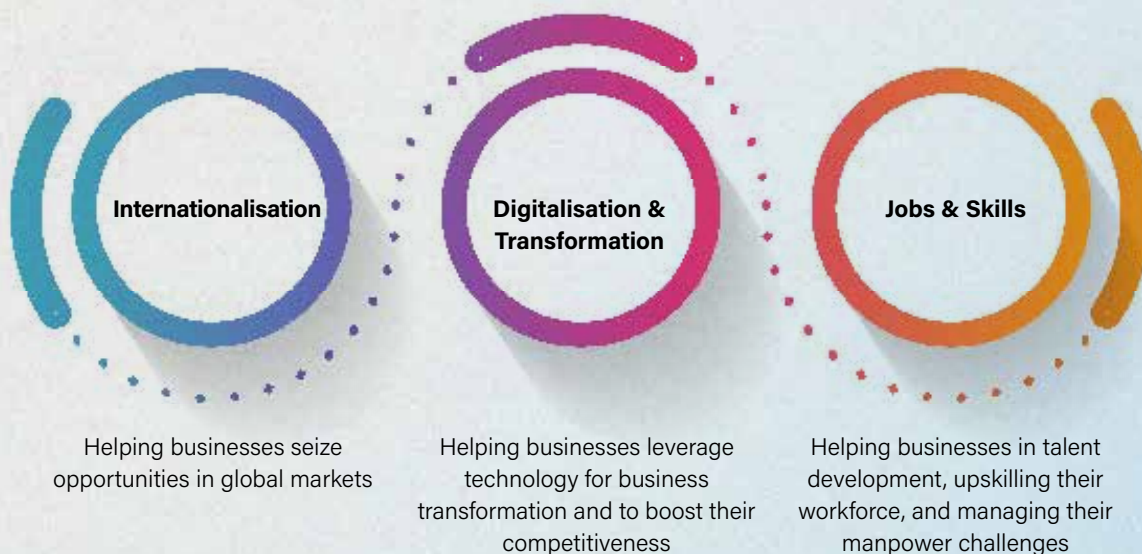 Internationalisation
Digitalisation &
Transformation
Jobs & Skills
Helping businesses seize
opportunities in global markets
Helping businesses leverage
technology for business
transformation and to boost their
competitiveness
Helping businesses in talent
development, upskilling their
workforce, and managing their
manpower challenges